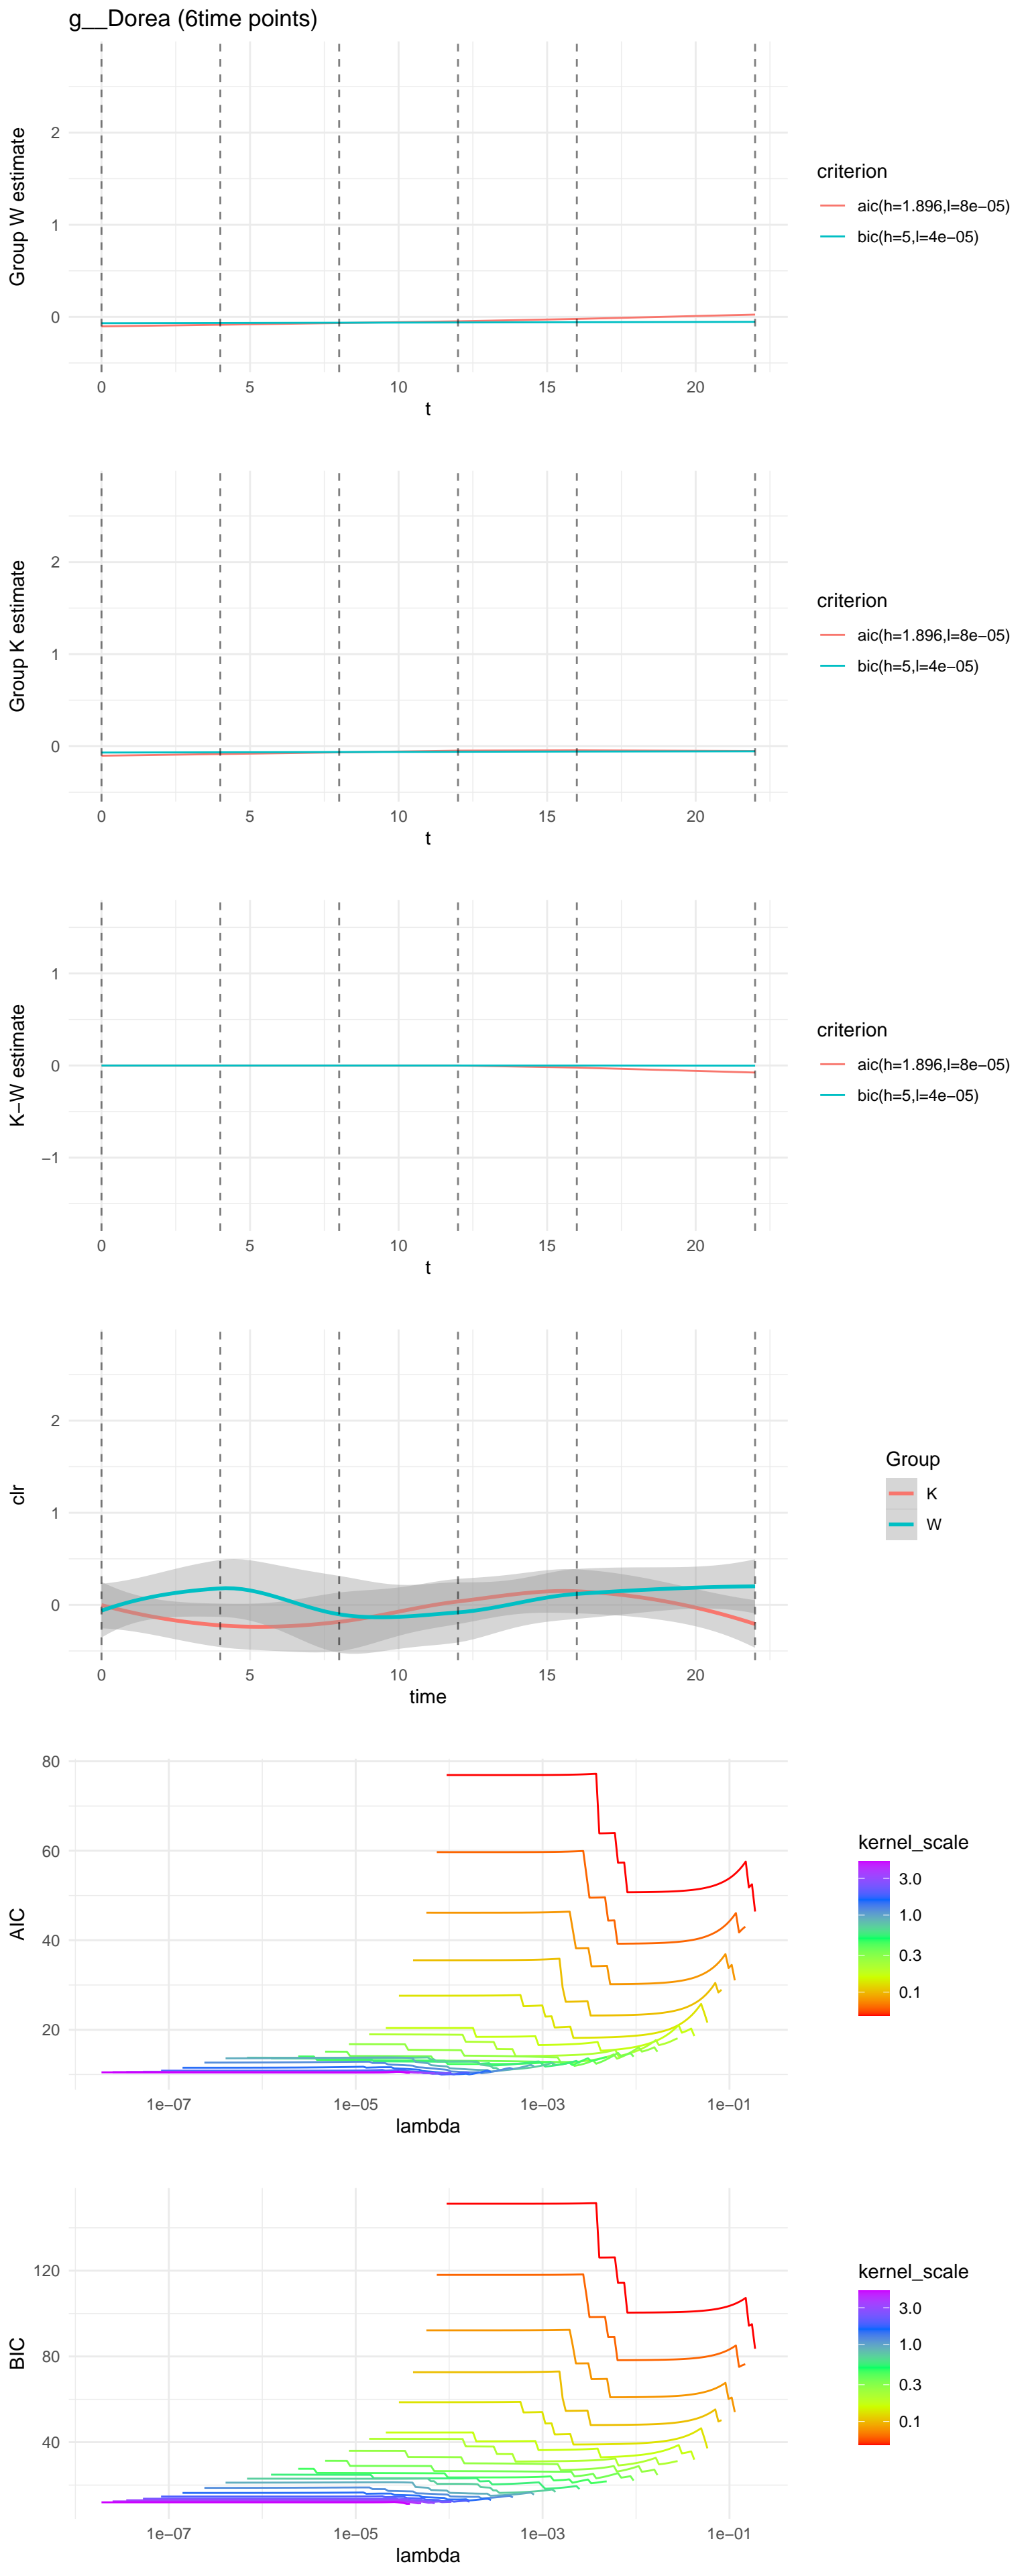 g__Dorea (6time points)
Group W estimate
2
1
0
0 5 10 15 20
t
criterion
aic(h=1.896,l=8e−05)
bic(h=5,l=4e−05)
Group K estimate
2
1
0
0 5 10 15 20
t
criterion
aic(h=1.896,l=8e−05)
bic(h=5,l=4e−05)
K−W estimate
1
0
−1
0 5 10 15 20
t
criterion
aic(h=1.896,l=8e−05)
bic(h=5,l=4e−05)
clr
2
1
0
0 5 10 15 20
time
Group
K
W
AIC
80
60
40
20
1e−07 1e−05 1e−03 1e−01
lambda
kernel_scale
3.0
1.0
0.3
0.1
BIC
120
80
40
1e−07 1e−05 1e−03 1e−01
lambda
kernel_scale
3.0
1.0
0.3
0.1